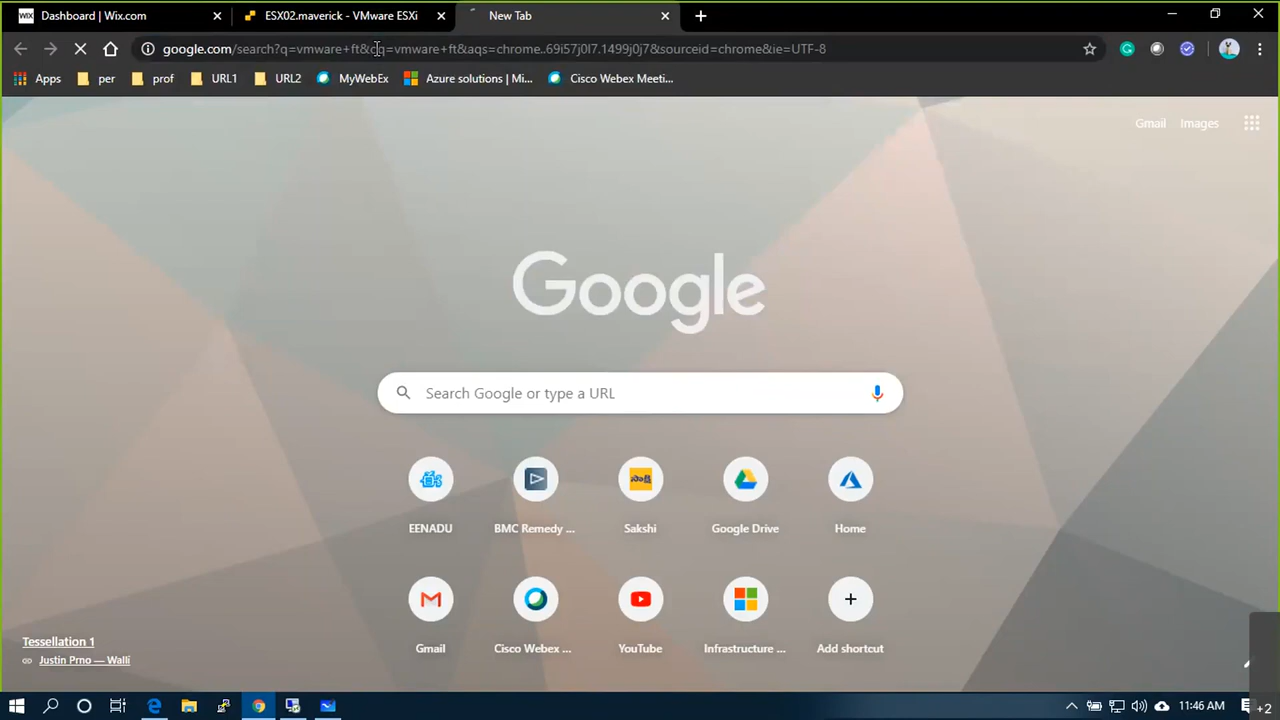 WIX Dashboard | Wix.com
ESX02.maverick - VMware ESXi
New Tab
google.com/search?q=vmware+ft&oq=vmware+ft&aqs=chrome..69i57j0l7.1499j0j7&sourceid=chrome&ie=UTF-8
Apps per prof URL1 URL2 MyWebEx Azure solutions | Mi... Cisco Webex Meeti...
Gmail Images
Google
Search Google or type a URL
EENADU BMC Remedy ... Sakshi Google Drive Home
Gmail Cisco Webex ... YouTube Infrastructure ... Add shortcut
Tessellation 1
Justin Prno — Walli
11:46 AM
+2